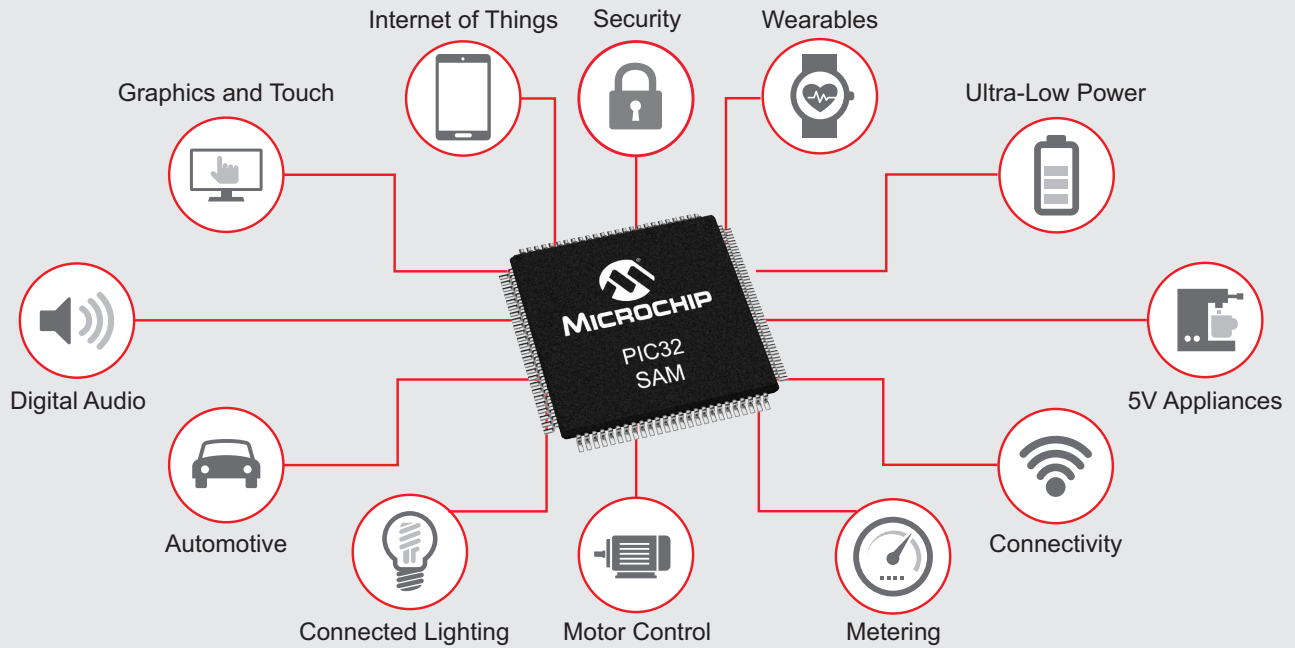 Internet of Things
Security
Wearables
Graphics and Touch
Ultra-Low Power
MICROCHIP
PIC32
SAM
Digital Audio
5V Appliances
Automotive
Connectivity
Connected Lighting
Motor Control
Metering